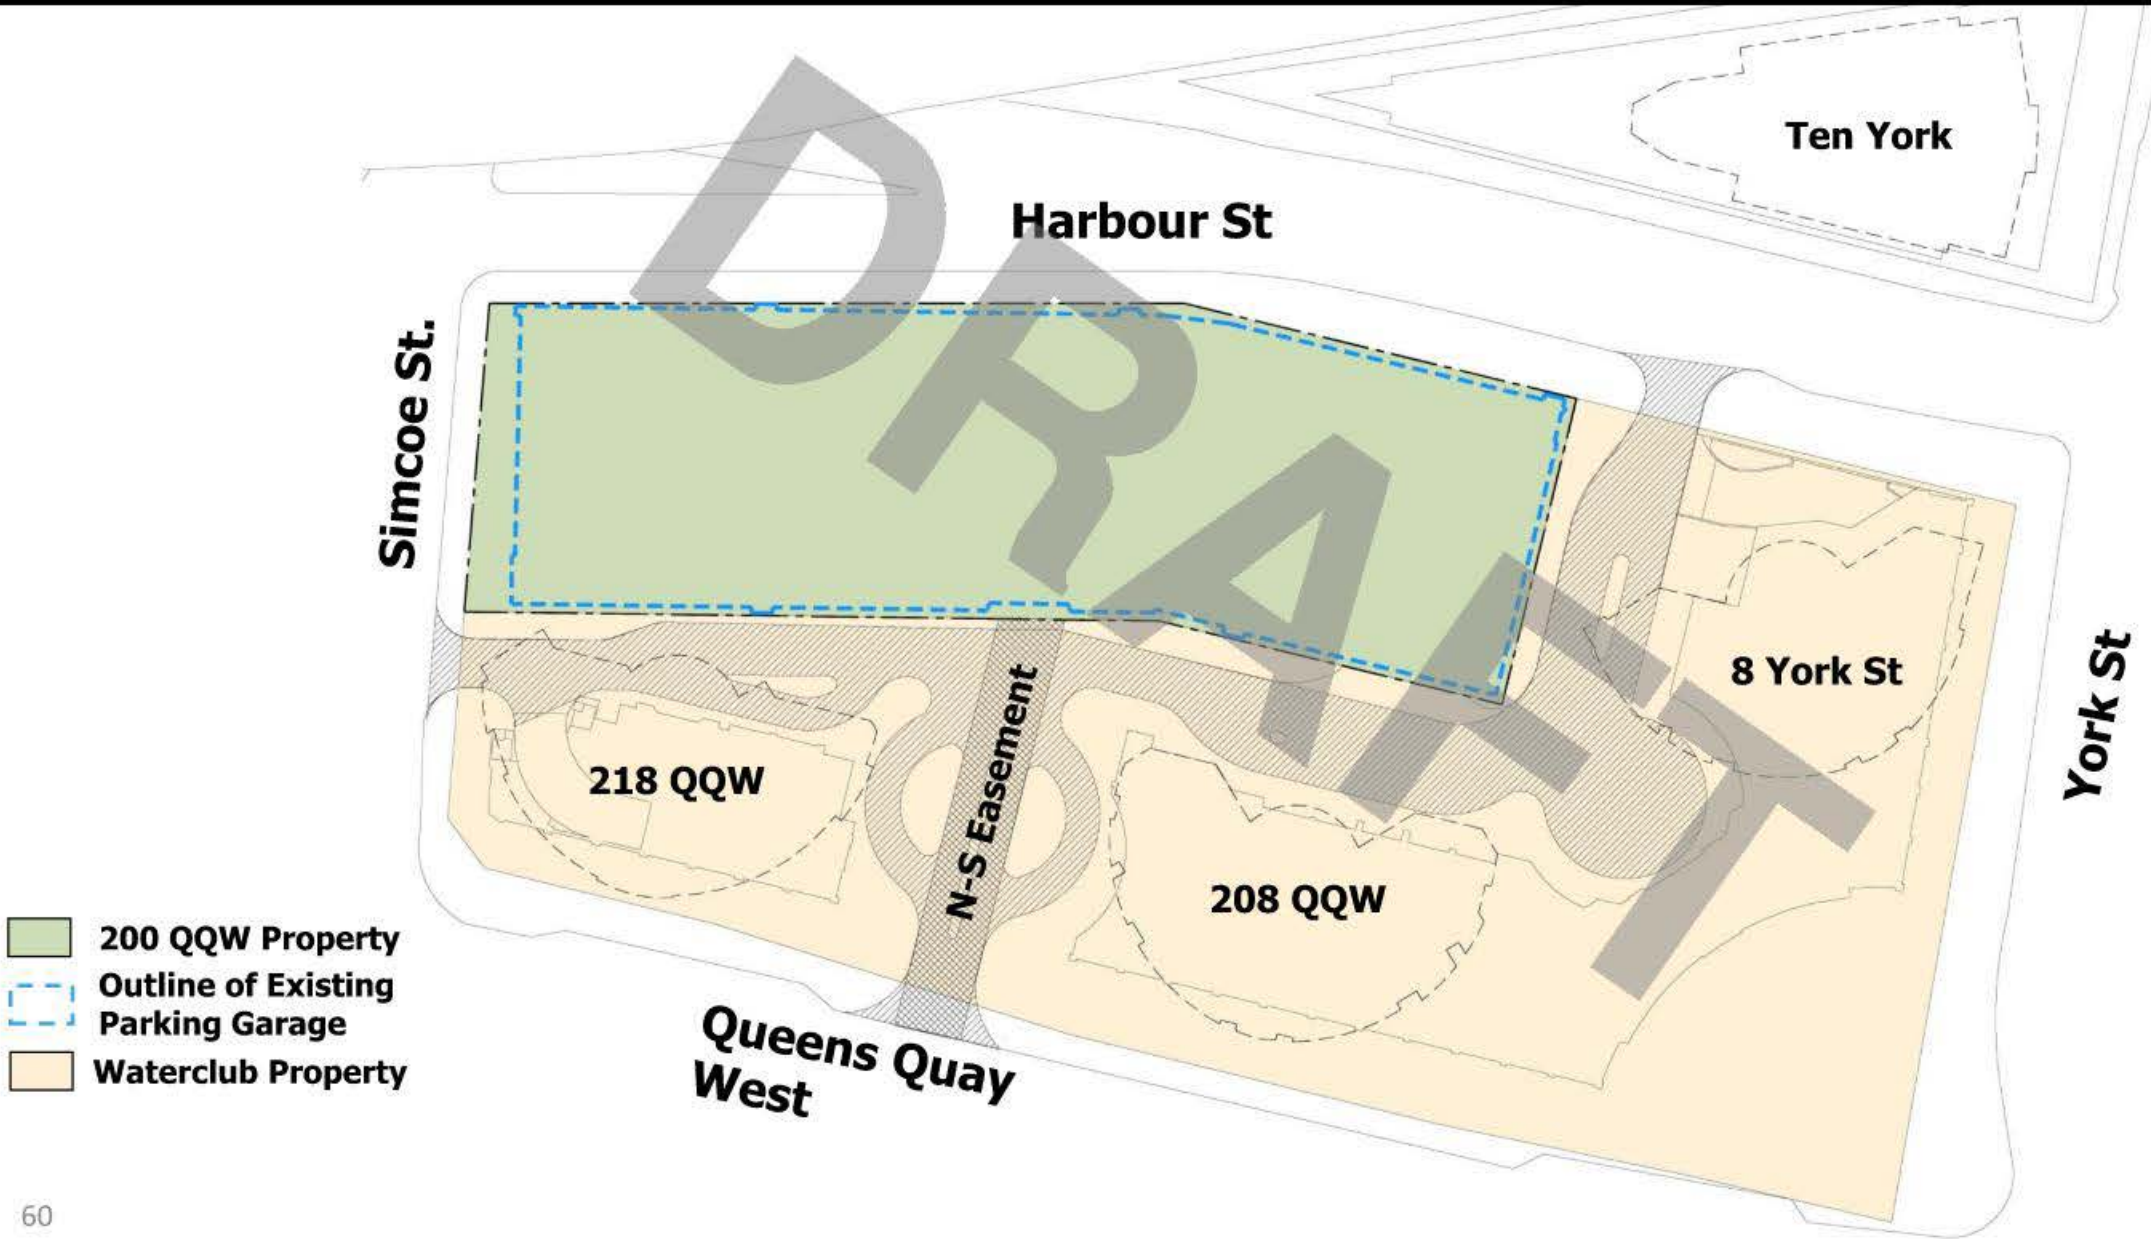 Ten York
Harbour St
Simcoe St.
8 York St
York St
218 QQW
N-S Easement
208 QQW
DRAFT
200 QQW Property
Outline of Existing
Parking Garage
Waterclub Property
Queens Quay
West
60